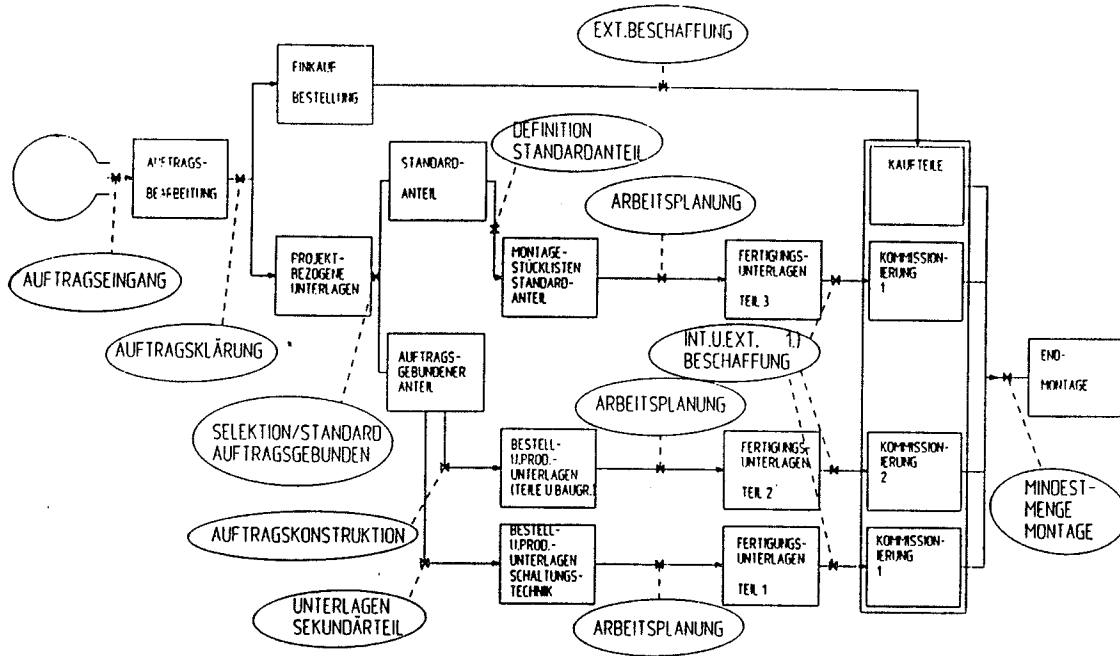 EXT.BESCHAFFUNG
EINKAUF
BESTELLUNG
DEFINITION
STANDARDANTEIL
AUFTRAGS-
BEARBEITUNG
STANDARD-
ANTEIL
KAUFTEILE
ARBEITSPLANUNG
AUFTRAGSEINGANG
PROJEKT-
BEZOGENE
UNTERLAGEN
MONTAGE-
STÜCKLISTEN
STANDARD-
ANTEIL
FERTIGUNGS-
UNTERLAGEN
TEIL 3
KOMMISSION-
IERUNG
1
AUFTRAGSKLÄRUNG
AUFTRAGS-
GEBUNDENER
ANTEIL
INT.U.EXT. 1.)
BESCHAFFUNG
END-
MONTAGE
ARBEITSPLANUNG
SELEKTION/STANDARD
AUFTRAGSGEBUNDEN
BESTELL-
U.PROD.-
UNTERLAGEN
(TEILE U BAUGR.)
FERTIGUNGS-
UNTERLAGEN
TEIL 2
KOMMISSION-
IERUNG
2
MINDEST-
MENGE
MONTAGE
AUFTRAGSKONSTRUKTION
BESTELL-
U.PROD.-
UNTERLAGEN
SCHALTUNGS-
TECHNIK
FERTIGUNGS-
UNTERLAGEN
TEIL 1
KOMMISSION-
IERUNG
1
UNTERLAGEN
SEKUNDÄRTEIL
ARBEITSPLANUNG